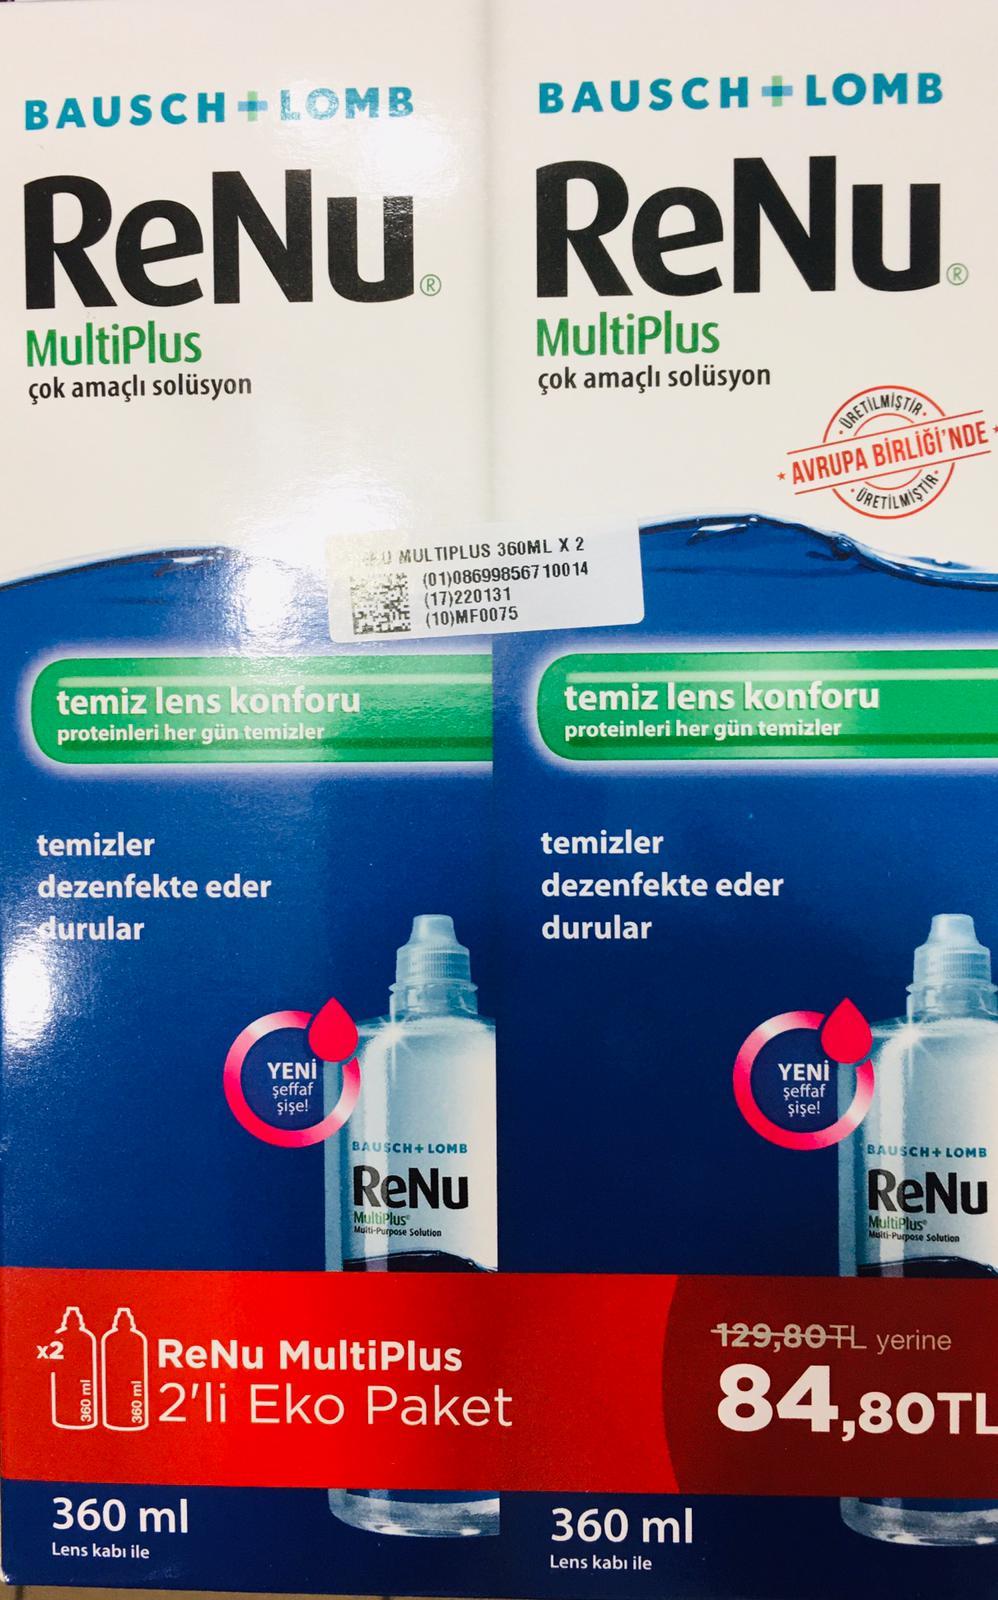 BAUSCH+LOMB
ReNu®
MultiPlus
çok amaçlı solüsyon
BAUSCH+LOMB
ReNu®
MultiPlus
çok amaçlı solüsyon
ÜRETİLMİŞTİR
AVRUPA BİRLİĞİ'NDE
ÜRETİLMİŞTİR
MULTIPLUS 360ML X 2
(01)08699856710014
(17)220131
(10)MF0075
temiz lens konforu
proteinleri her gün temizler
temizler
dezenfekte eder
durular
YENİ
şeffaf
şişe!
BAUSCH+LOMB
ReNu
MultiPlus®
Multi-Purpose Solution
temiz lens konforu
proteinleri her gün temizler
temizler
dezenfekte eder
durular
YENİ
şeffaf
şişe!
BAUSCH+LOMB
ReNu
MultiPlus®
Multi-Purpose Solution
x2
360 ml
360 ml
ReNu MultiPlus
2'li Eko Paket
129,80TL yerine
84,80TL
360 ml
Lens kabı ile
360 ml
Lens kabı ile